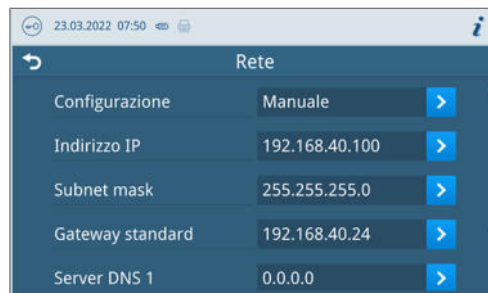 23.03.2022 07:50
i
Rete
Configurazione Manuale
Indirizzo IP 192.168.40.100
Subnet mask 255.255.255.0
Gateway standard 192.168.40.24
Server DNS 1 0.0.0.0